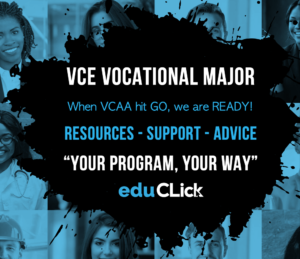 VCE VOCATIONAL MAJOR
When VCAA hit GO, we are READY!
RESOURCES - SUPPORT - ADVICE
“YOUR PROGRAM, YOUR WAY”
eduCLick